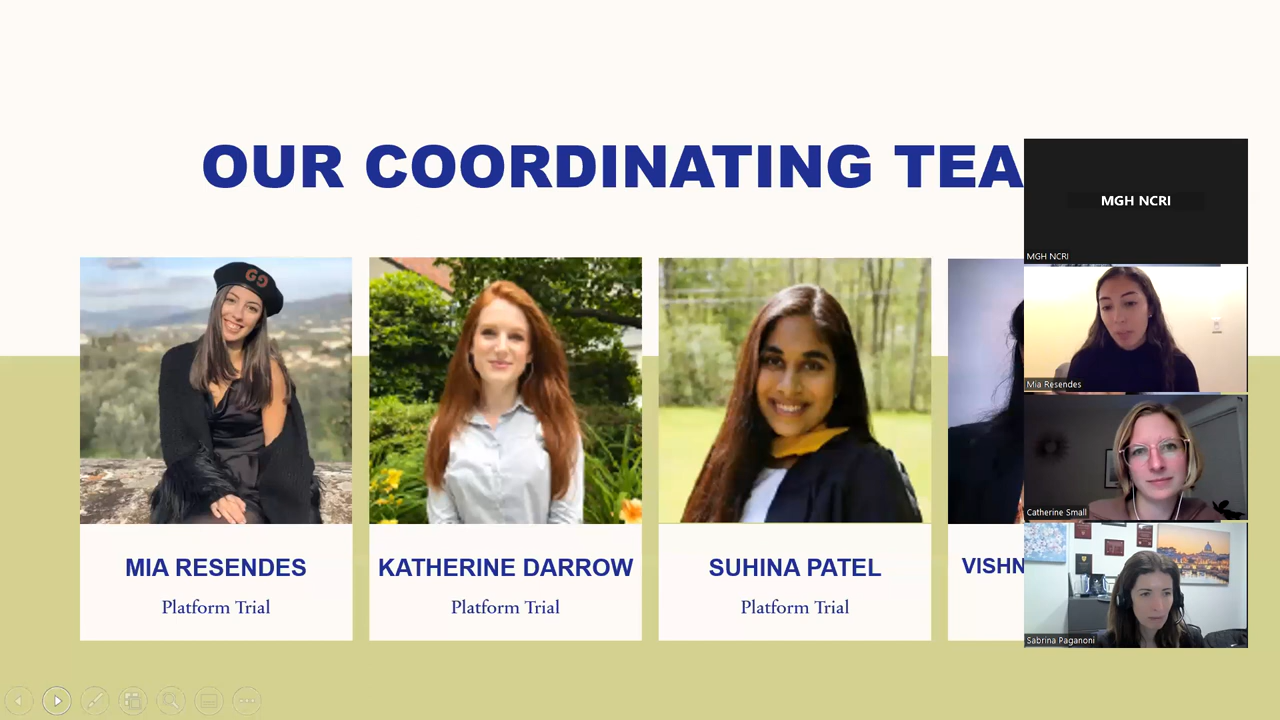 OUR COORDINATING TEA
MGH NCRI
MGH NCRI
Mia Resendes
Catherine Small
Sabrina Paganoni
MIA RESENDES
Platform Trial
KATHERINE DARROW
Platform Trial
SUHINA PATEL
Platform Trial
VISHN